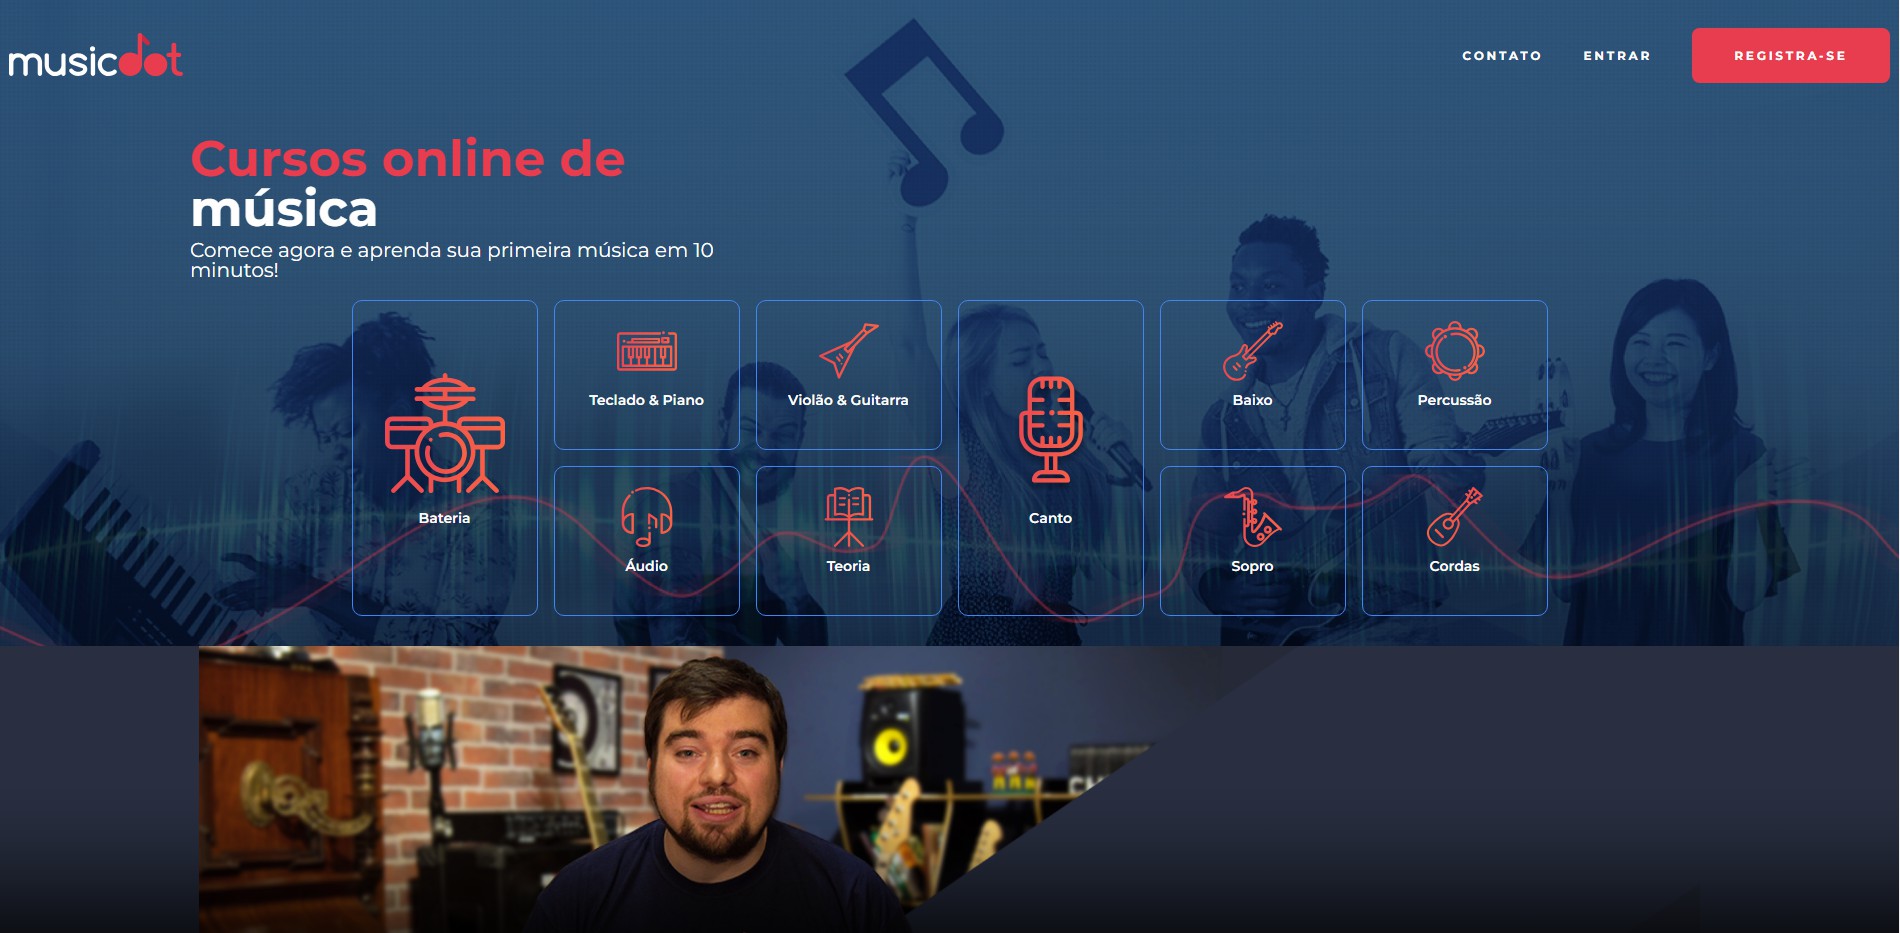 musicdot
CONTATO
ENTRAR
REGISTRA-SE
Cursos online de
música
Comece agora e aprenda sua primeira música em 10
minutos!
Bateria
Teclado & Piano
Violão & Guitarra
Canto
Baixo
Percussão
Áudio
Teoria
Sopro
Cordas